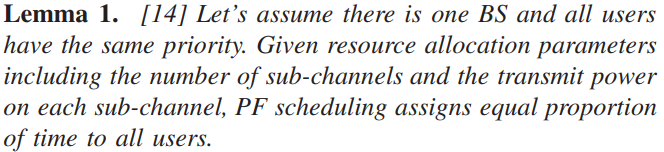 Lemma 1. [14] Let's assume there is one BS and all users
have the same priority. Given resource allocation parameters
including the number of sub-channels and the transmit power
on each sub-channel, PF scheduling assigns equal proportion
of time to all users.